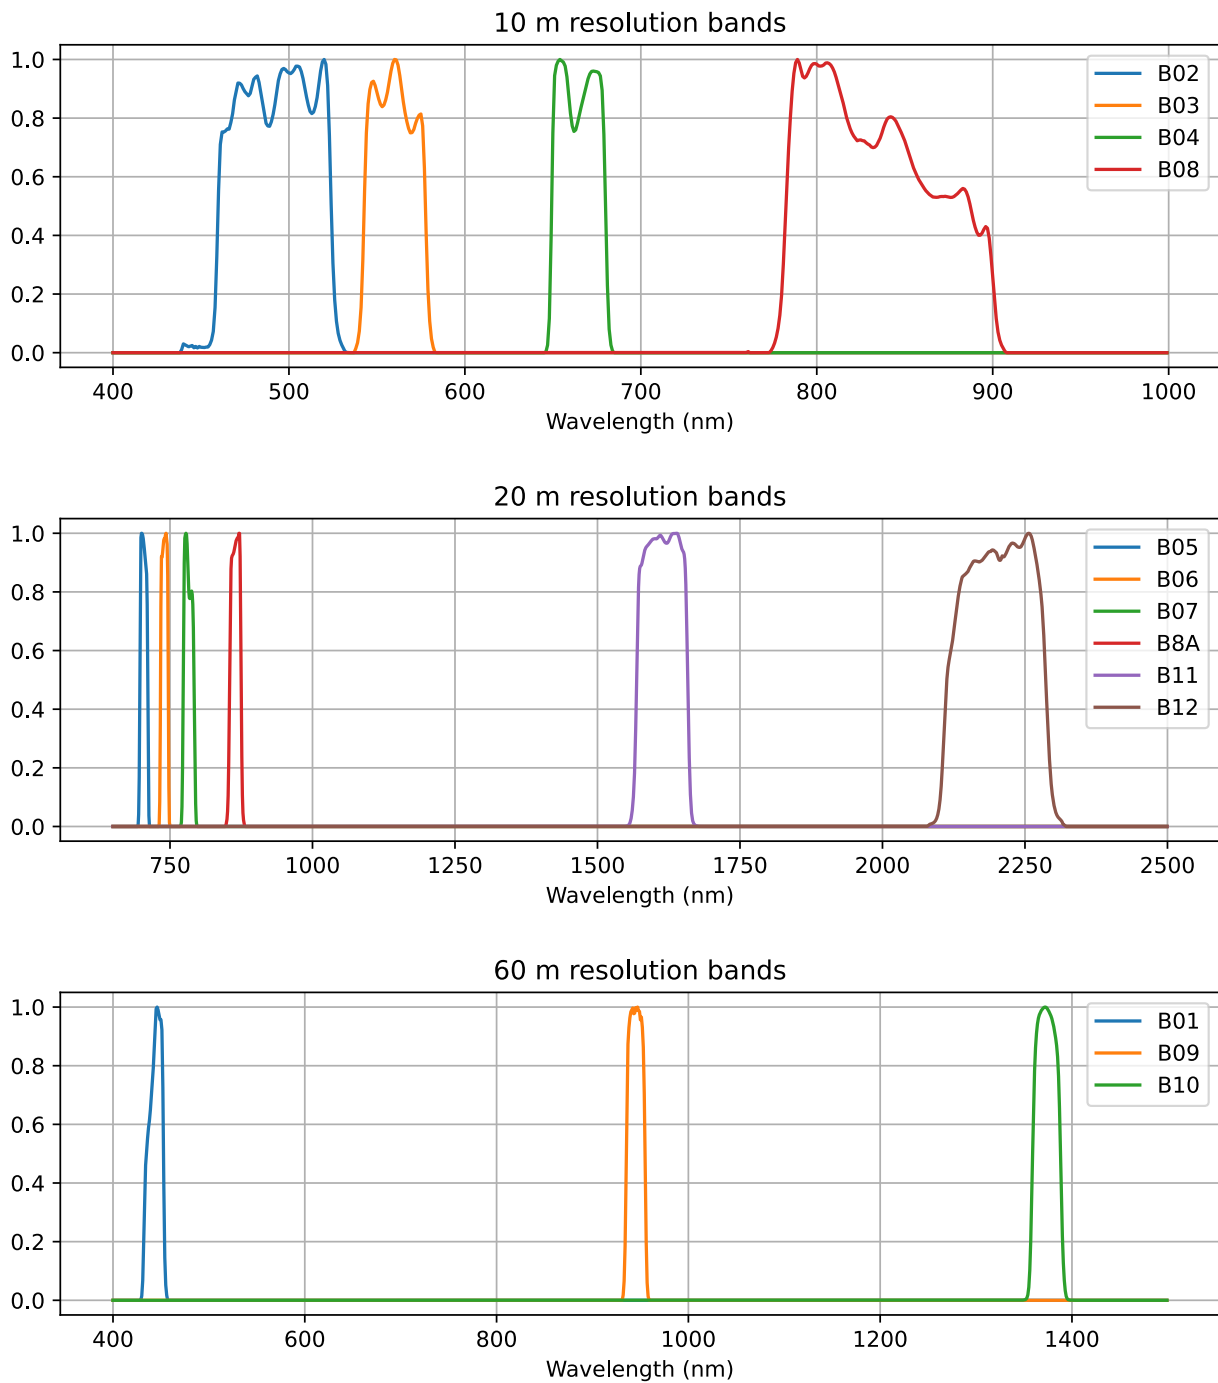 10 m resolution bands
1.0
0.8
0.6
0.4
0.2
0.0
B02
B03
B04
B08
400 500 600 700 800 900 1000
Wavelength (nm)
20 m resolution bands
1.0
0.8
0.6
0.4
0.2
0.0
B05
B06
B07
B8A
B11
B12
750 1000 1250 1500 1750 2000 2250 2500
Wavelength (nm)
60 m resolution bands
1.0
0.8
0.6
0.4
0.2
0.0
B01
B09
B10
400 600 800 1000 1200 1400
Wavelength (nm)